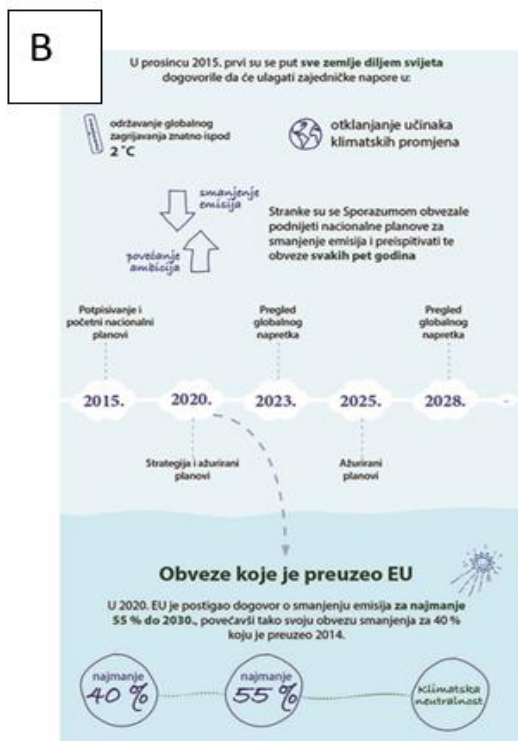 B
U prosincu 2015. prvi su se put sve zemlje diljem svijeta
dogovorile da će ulagati zajedničke napore u:
održavanje globalnog
zagrijavanja znatno ispod
2 °C
otklanjanje učinaka
klimatskih promjena
smanjenje
emisija
povećanje
ambicija
Stranke su se Sporazumom obvezale
podnijeti nacionalne planove za
smanjenje emisija i preispitivati te
obveze svakih pet godina
Potpisivanje i
početni nacionalni
planovi
Pregled
globalnog
napretka
Pregled
globalnog
napretka
2015.
2020.
2023.
2025.
2028.
Strategija i ažurirani
planovi
Ažurirani
planovi
Obveze koje je preuzeo EU
U 2020. EU je postigao dogovor o smanjenju emisija za najmanje
55 % do 2030., povećavši tako svoju obvezu smanjenja za 40 %
koju je preuzeo 2014.
najmanje
40 %
najmanje
55 %
Klimatska
neutralnost